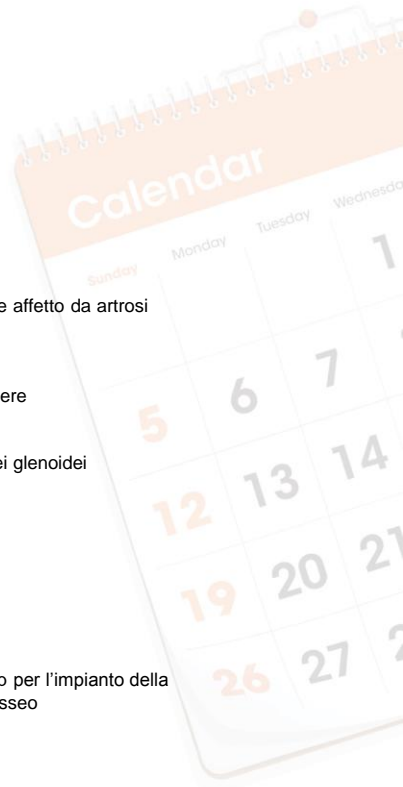 Calendar
Sunday Monday Tuesday Wednesday
1
e affetto da artrosi
5 6 7
ere
ei glenoidei
12 13 14
19 20 21
o per l'impianto della
sseo
26 27